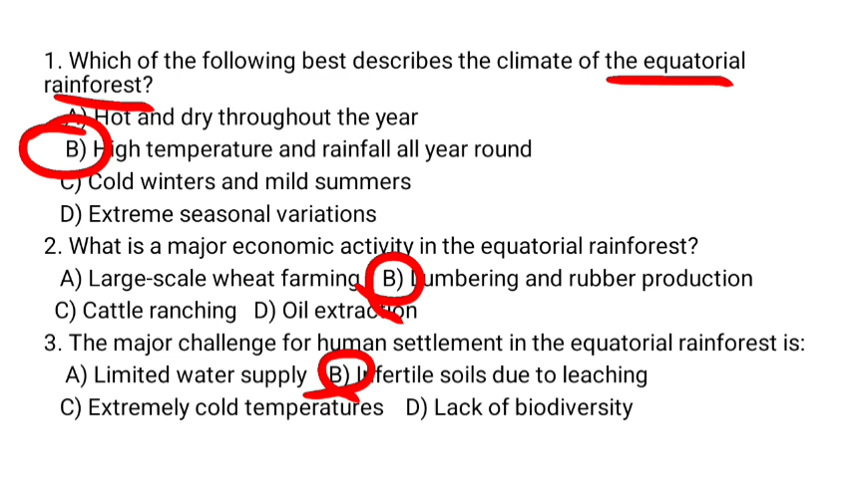 1. Which of the following best describes the climate of the equatorial
rainforest?
A) Hot and dry throughout the year
B) High temperature and rainfall all year round
C) Cold winters and mild summers
D) Extreme seasonal variations
2. What is a major economic activity in the equatorial rainforest?
A) Large-scale wheat farming B) Lumbering and rubber production
C) Cattle ranching D) Oil extraction
3. The major challenge for human settlement in the equatorial rainforest is:
A) Limited water supply B) Infertile soils due to leaching
C) Extremely cold temperatures D) Lack of biodiversity